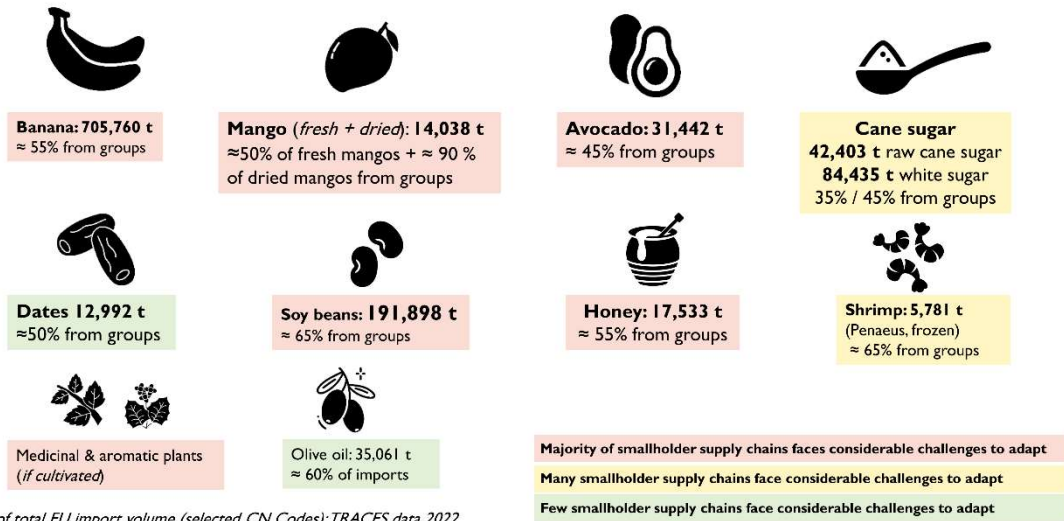 Banana: 705,760 t
≈ 55% from groups
Mango (fresh + dried): 14,038 t
≈50% of fresh mangos + ≈ 90 %
of dried mangos from groups
Avocado: 31,442 t
≈ 45% from groups
Cane sugar
42,403 t raw cane sugar
84,435 t white sugar
35% / 45% from groups
Dates 12,992 t
≈50% from groups
Soy beans: 191,898 t
≈ 65% from groups
Honey: 17,533 t
≈ 55% from groups
Shrimp: 5,781 t
(Penaeus, frozen)
≈ 65% from groups
Medicinal & aromatic plants
(if cultivated)
Olive oil: 35,061 t
≈ 60% of imports
Majority of smallholder supply chains faces considerable challenges to adapt
Many smallholder supply chains face considerable challenges to adapt
Few smallholder supply chains face considerable challenges to adapt
of total EU import volume (selected CN Codes); TRACES data 2022